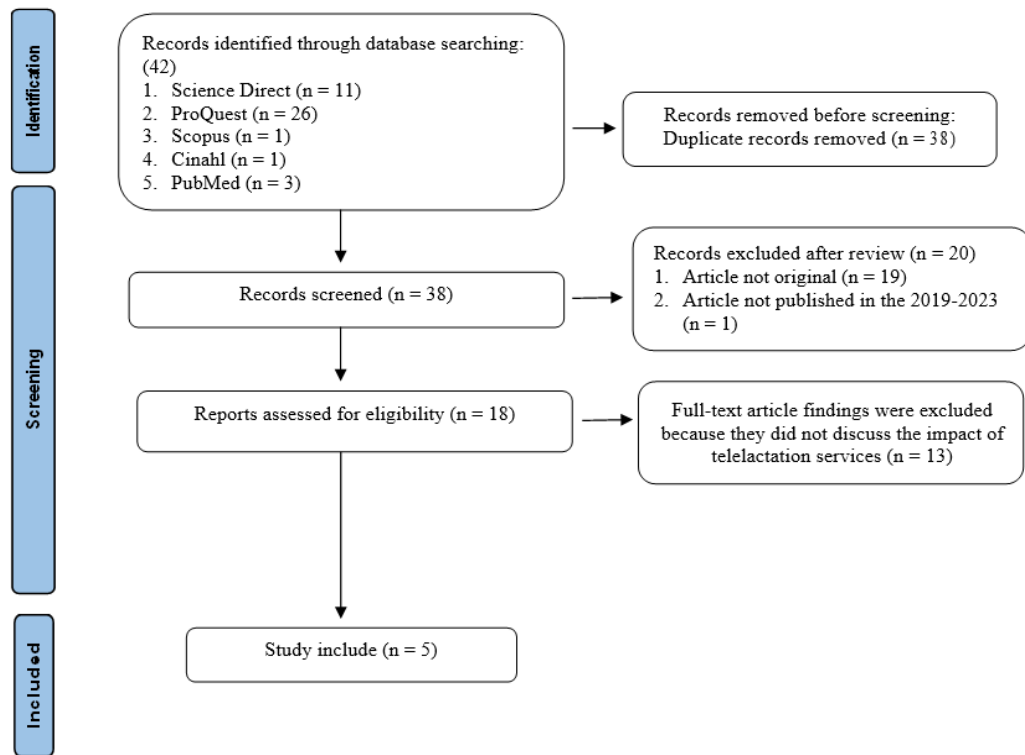 Identification
Records identified through database searching:
(42)
1. Science Direct (n = 11)
2. ProQuest (n = 26)
3. Scopus (n = 1)
4. Cinahl (n = 1)
5. PubMed (n = 3)
Records removed before screening:
Duplicate records removed (n = 38)
Screening
Records screened (n = 38)
Records excluded after review (n = 20)
1. Article not original (n = 19)
2. Article not published in the 2019-2023
(n = 1)
Reports assessed for eligibility (n = 18)
Full-text article findings were excluded
because they did not discuss the impact of
telelactation services (n = 13)
Included
Study include (n = 5)